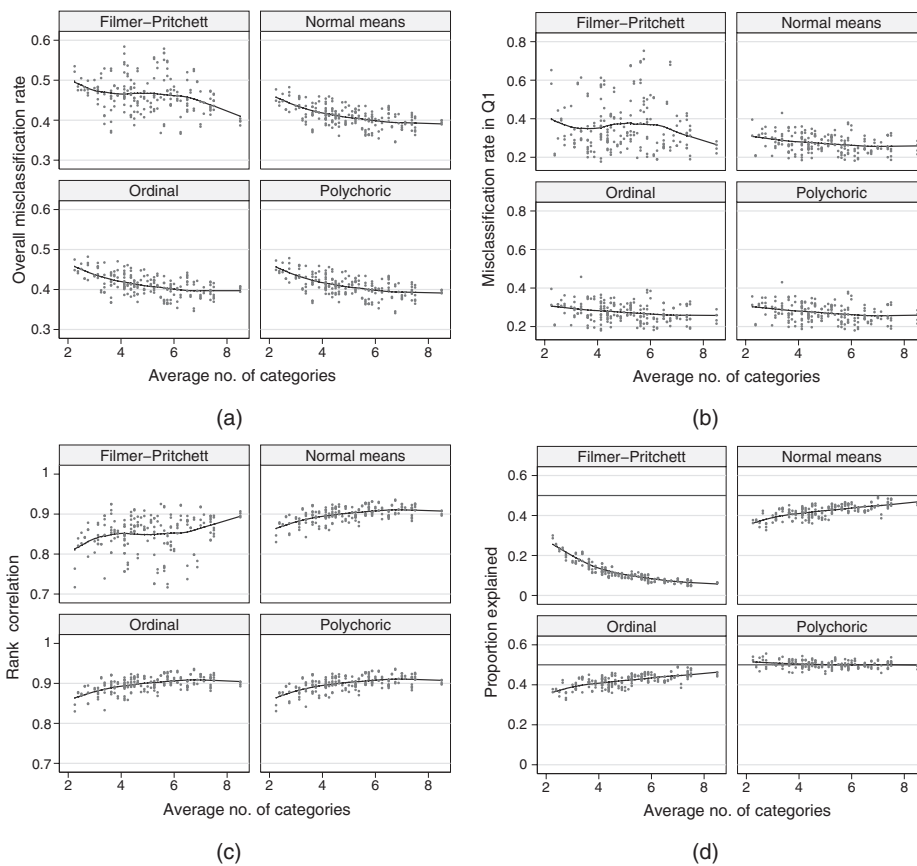 Filmer–Pritchett Normal means
0.6
0.5
0.4
0.3
Ordinal Polychoric
0.6
0.5
0.4
0.3
2 4 6 8 2 4 6 8
Overall misclassification rate
Average no. of categories
(a)
Filmer–Pritchett Normal means
0.8
0.6
0.4
0.2
Ordinal Polychoric
0.8
0.6
0.4
0.2
2 4 6 8 2 4 6 8
Misclassification rate in Q1
Average no. of categories
(b)
Filmer–Pritchett Normal means
1
0.9
0.8
0.7
Ordinal Polychoric
1
0.9
0.8
0.7
2 4 6 8 2 4 6 8
Rank correlation
Average no. of categories
(c)
Filmer–Pritchett Normal means
0.6
0.4
0.2
0
Ordinal Polychoric
0.6
0.4
0.2
0
2 4 6 8 2 4 6 8
Proportion explained
Average no. of categories
(d)